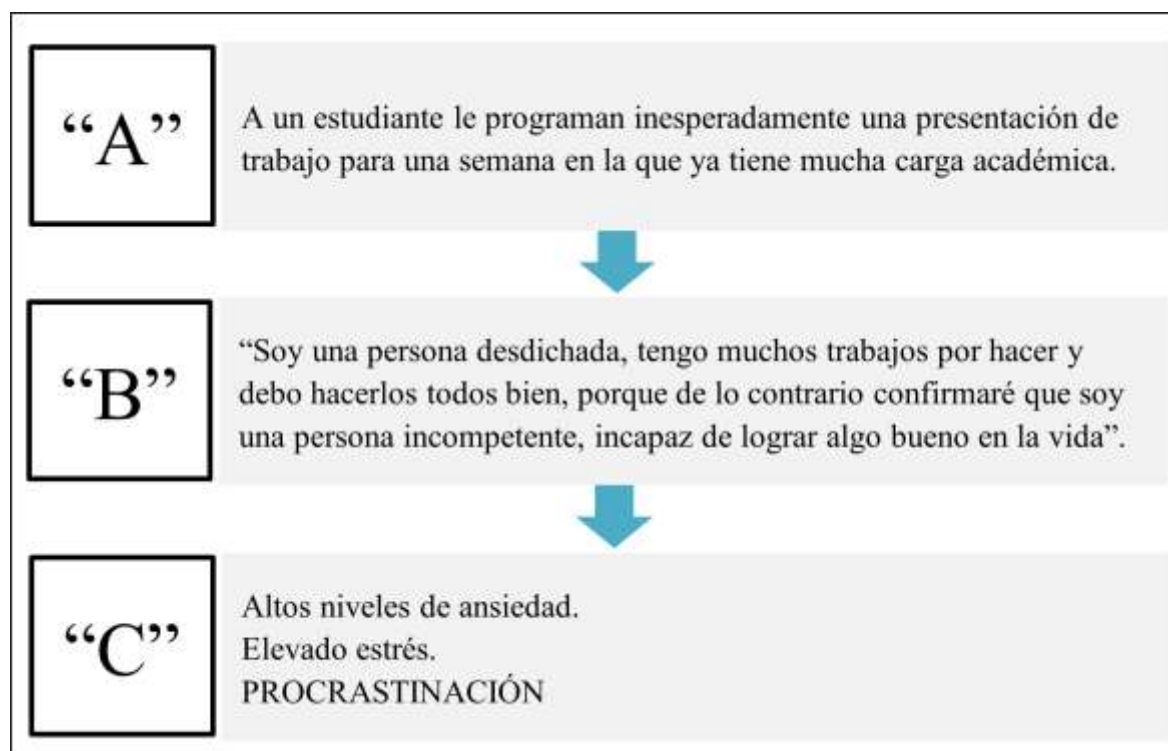 “A”
A un estudiante le programan inesperadamente una presentación de
trabajo para una semana en la que ya tiene mucha carga académica.
“B”
“Soy una persona desdichada, tengo muchos trabajos por hacer y
debo hacerlos todos bien, porque de lo contrario confirmaré que soy
una persona incompetente, incapaz de lograr algo bueno en la vida”.
“C”
Altos niveles de ansiedad.
Elevado estrés.
PROCRASTINACIÓN